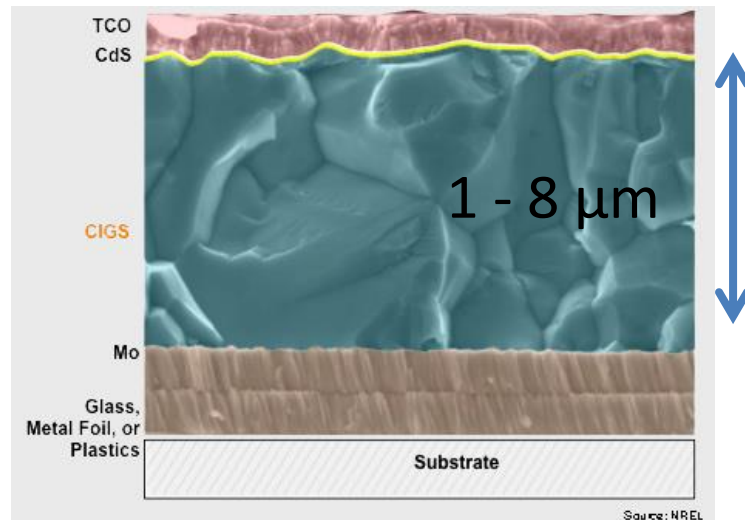 TCO
CdS
1 - 8 μm
CIGS
Mo
Glass,
Metal Foil, or
Plastics
Substrate
Source: NREL